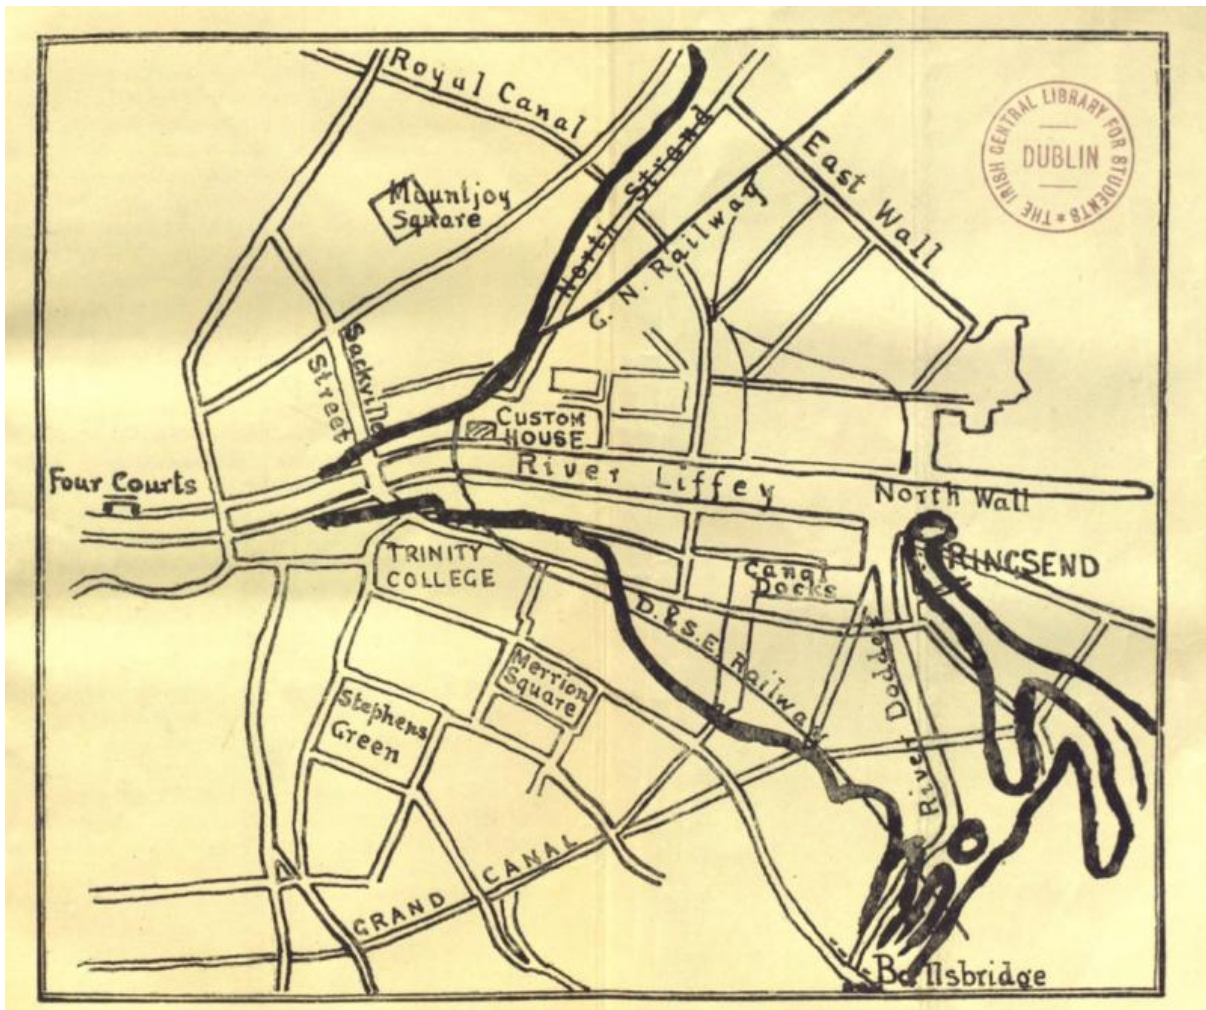 Royal Canal
THE IRISH CENTRAL LIBRARY FOR STUDENTS *
DUBLIN
North Strand
East Wall
Mountjoy
Square
G. N. Railway
Sackville
Street
CUSTOM
HOUSE
River Liffey
Four Courts
North Wall
TRINITY
COLLEGE
Canal
Docks
RINGSEND
D. & S. E. Railway
River Dodder
Merrion
Square
Stephens
Green
GRAND CANAL
Ballsbridge